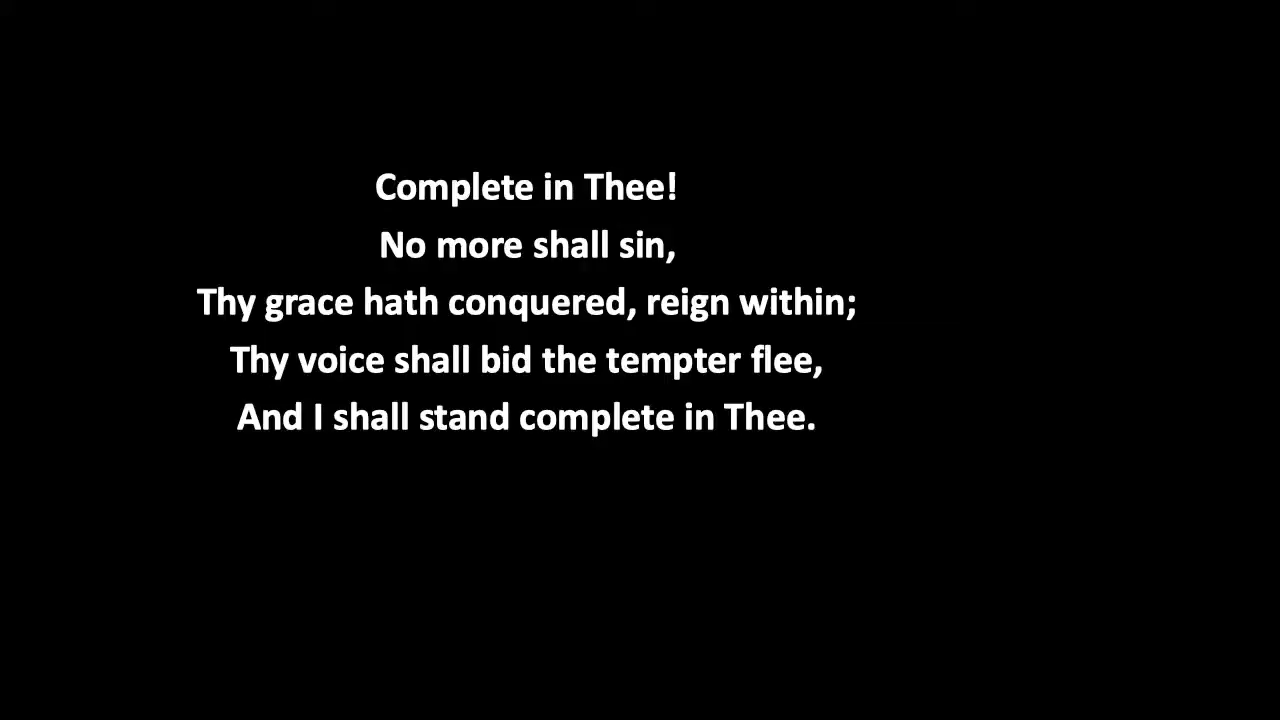 Complete in Thee!
No more shall sin,
Thy grace hath conquered, reign within;
Thy voice shall bid the tempter flee,
And I shall stand complete in Thee.